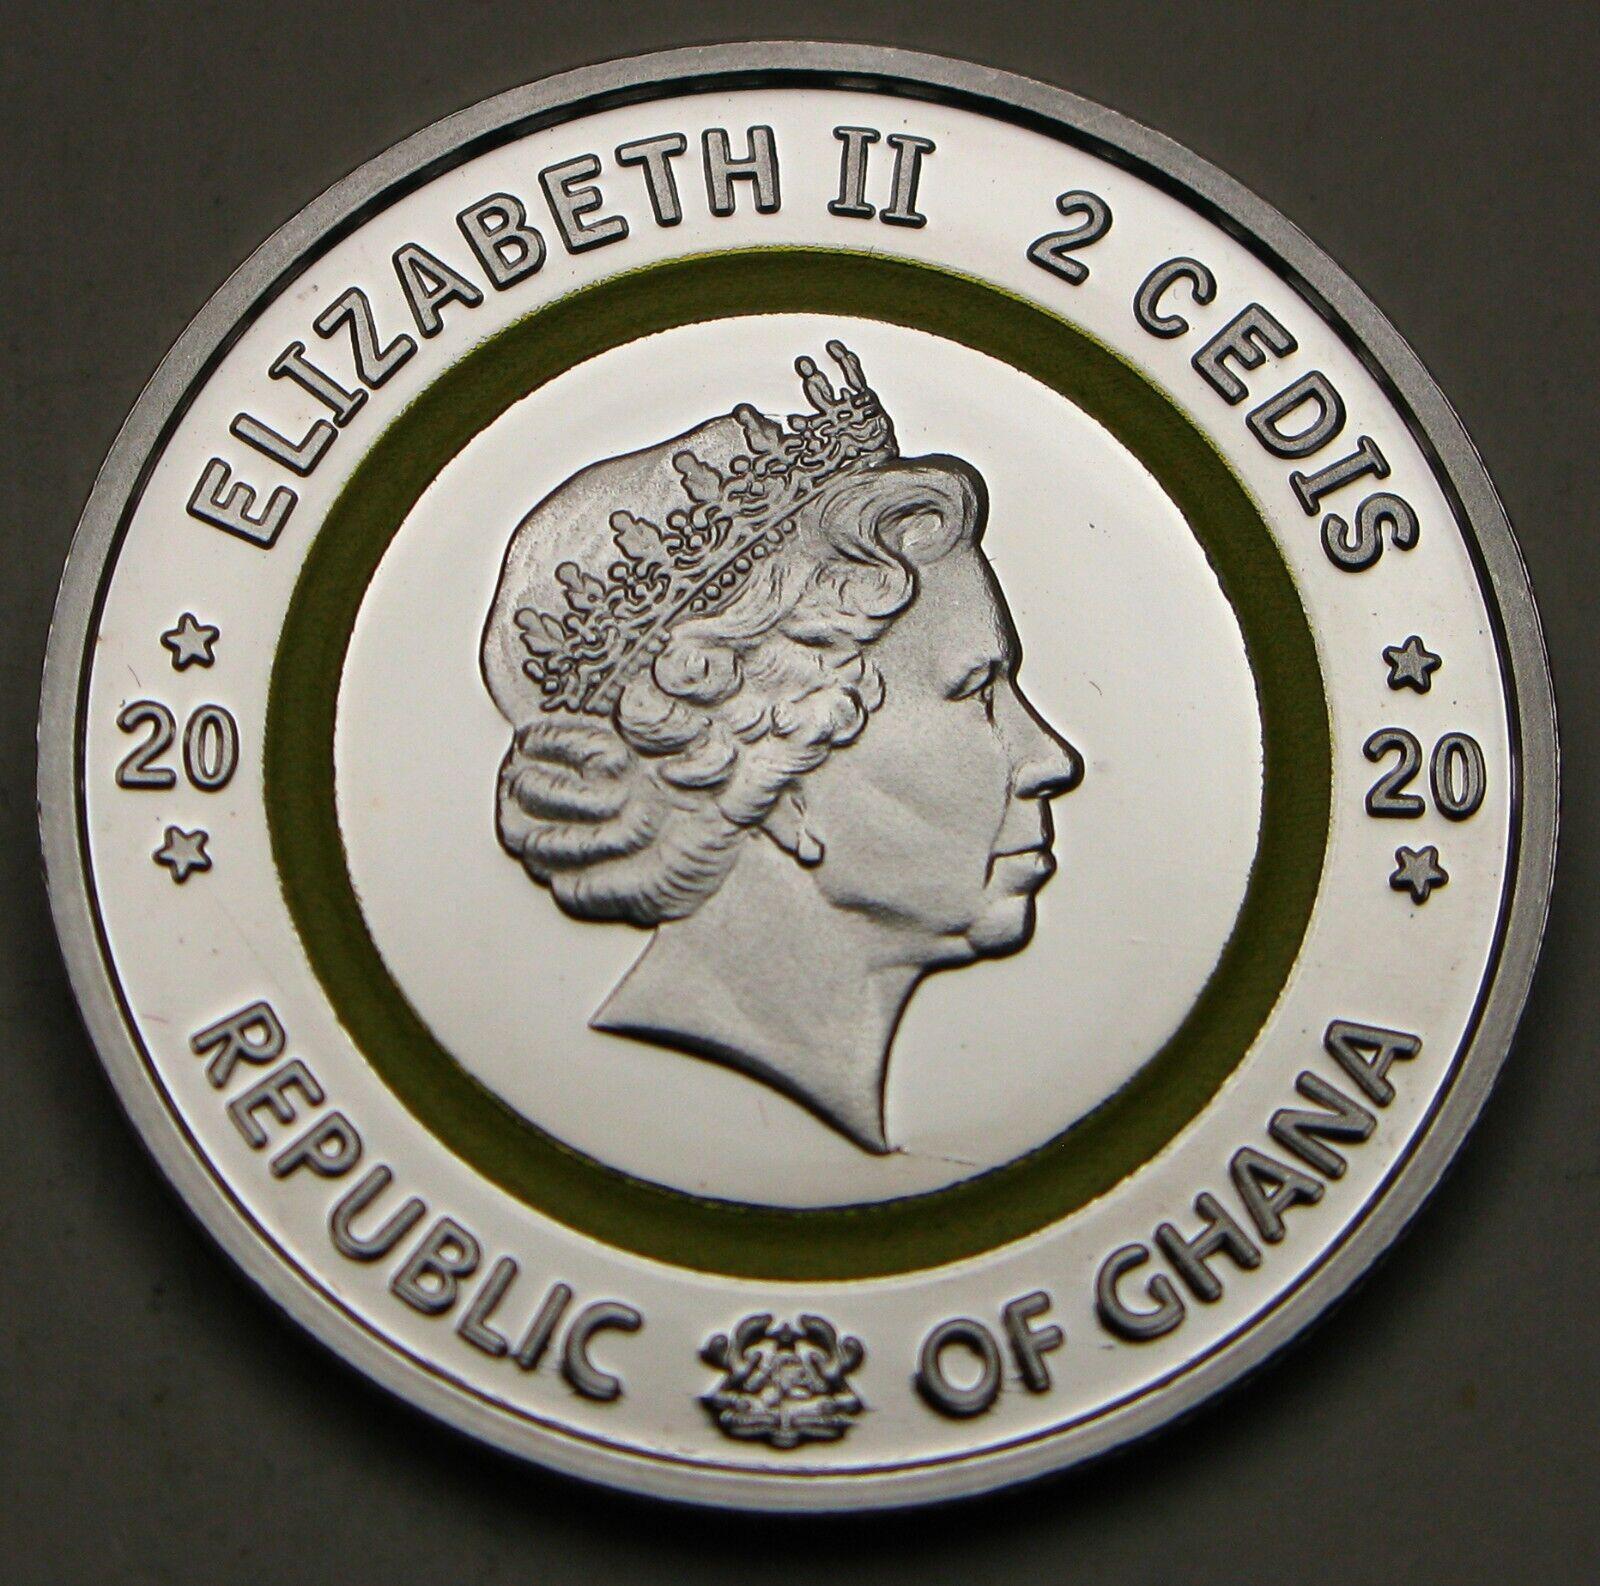 ELIZABETH II 2 CEDIS
20 20
REPUBLIC OF GHANA